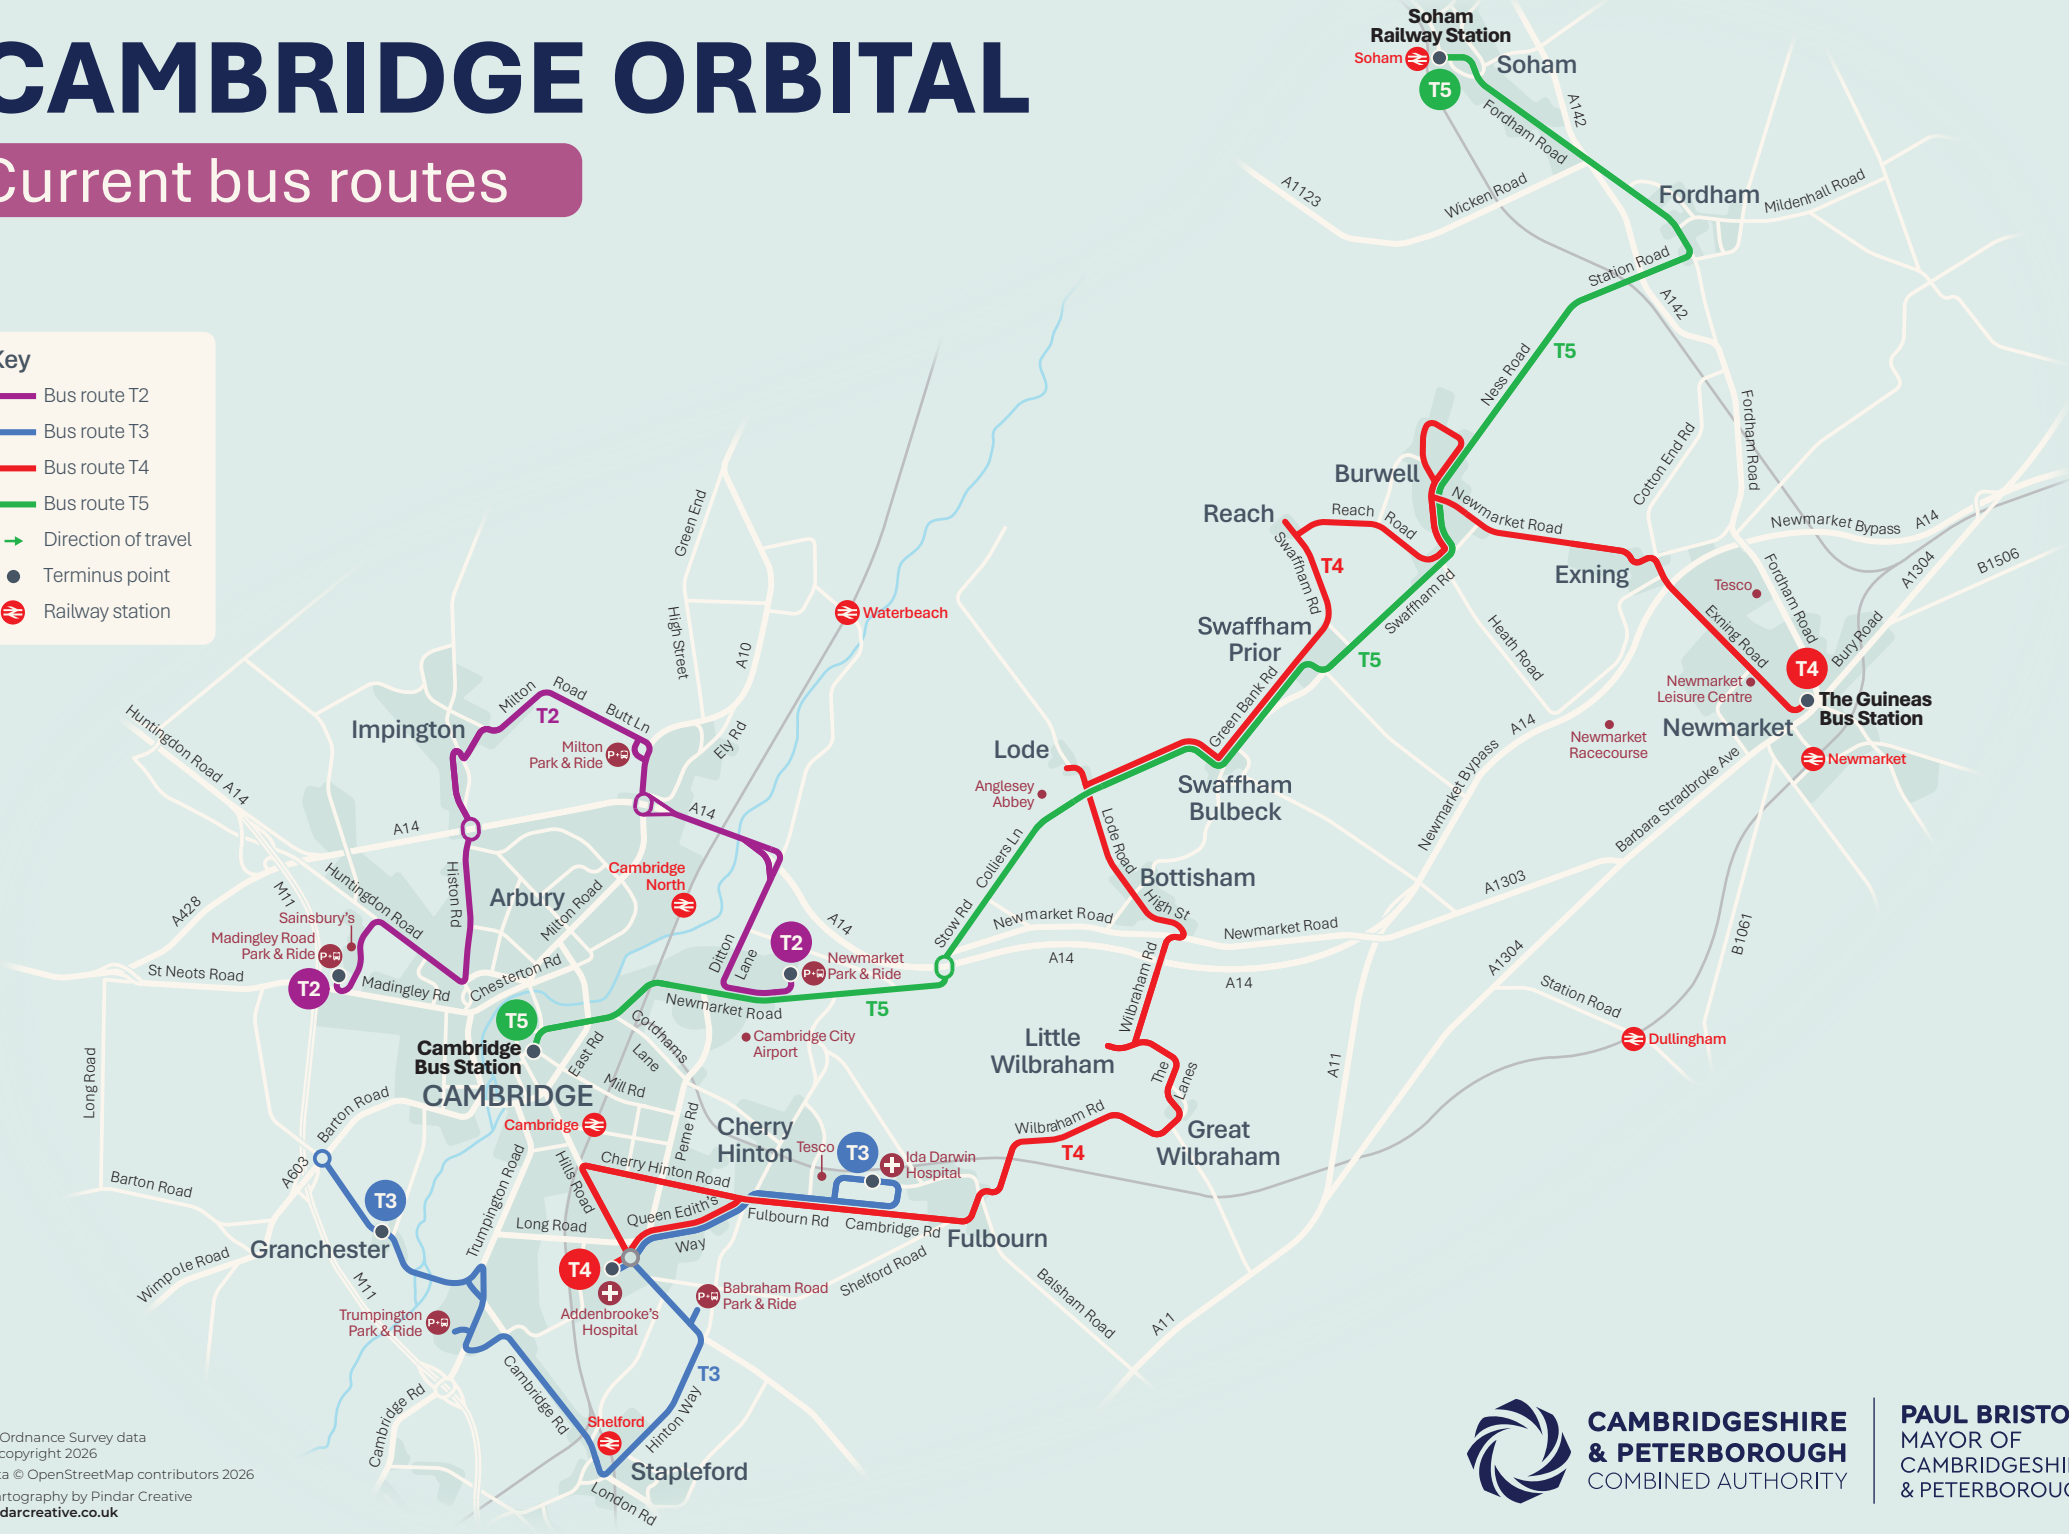 CAMBRIDGE ORBITAL
Current bus routes
Key
Bus route T2
Bus route T3
Bus route T4
Bus route T5
Direction of travel
Terminus point
Railway station
Soham
Railway Station
Soham
Soham
T5
Fordham Road
A142
A1123
Wicken Road
Fordham
Mildenhall Road
Station Road
A142
T5
Ness Road
Fordham Road
Cotton End Rd
Burwell
Reach
Reach Road
Newmarket Road
Newmarket Bypass
A14
A1304
B1506
Swaffham Rd
T4
Exning
Tesco
Fordham Road
Swaffham Rd
Heath Road
Exning Road
Bury Road
Swaffham
Prior
T5
T4
Newmarket
Leisure Centre
The Guineas
Bus Station
Newmarket
Newmarket
Racecourse
Newmarket
Green Bank Rd
A14
Newmarket Bypass
Barbara Stradbroke Ave
Green End
High Street
A10
Waterbeach
Ely Rd
Milton Road
T2
Butt Ln
Impington
Milton
Park & Ride
Huntingdon Road
A14
A14
A14
Lode
Anglesey
Abbey
Swaffham
Bulbeck
Lode Road
Colliers Ln
Bottisham
High St
Huntingdon Road
Histon Rd
Arbury
Milton Road
Cambridge
North
A428
M11
Sainsbury's
Madingley Road
Park & Ride
St Neots Road
T2
Madingley Rd
Chesterton Rd
Ditton Lane
T2
A14
Newmarket
Park & Ride
Stow Rd
Newmarket Road
A14
Newmarket Road
A14
A1303
A1304
B1061
Station Road
Dullingham
Wilbraham Rd
T5
Newmarket Road
T5
Cambridge
Bus Station
CAMBRIDGE
East Rd
Coldhams Lane
Mill Rd
Cambridge City
Airport
Little
Wilbraham
The Lanes
A11
Long Road
Barton Road
Cambridge
Perne Rd
Cherry
Hinton
Tesco
T3
Ida Darwin
Hospital
Wilbraham Rd
T4
Great
Wilbraham
A603
Barton Road
T3
Granchester
Trumpington Road
Hills Road
Cherry Hinton Road
Long Road
Queen Edith's Way
Fulbourn Rd
Cambridge Rd
Fulbourn
Wimpole Road
M11
T4
Addenbrooke's
Hospital
Babraham Road
Park & Ride
Shelford Road
Balsham Road
A11
Trumpington
Park & Ride
Cambridge Rd
Cambridge Rd
T3
Hinton Way
Shelford
Stapleford
London Rd
Ordnance Survey data
copyright 2026
© OpenStreetMap contributors 2026
Cartography by Pindar Creative
CAMBRIDGESHIRE
& PETERBOROUGH
COMBINED AUTHORITY
PAUL BRISTO
MAYOR OF
CAMBRIDGESHI
& PETERBOROUG